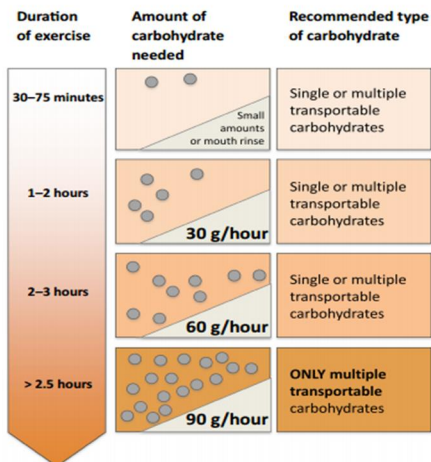 Duration
of exercise
Amount of
carbohydrate
needed
Recommended type
of carbohydrate
30–75 minutes
Small
amounts
or mouth rinse
Single or multiple
transportable
carbohydrates
1–2 hours
30 g/hour
Single or multiple
transportable
carbohydrates
2–3 hours
60 g/hour
Single or multiple
transportable
carbohydrates
> 2.5 hours
90 g/hour
ONLY multiple
transportable
carbohydrates